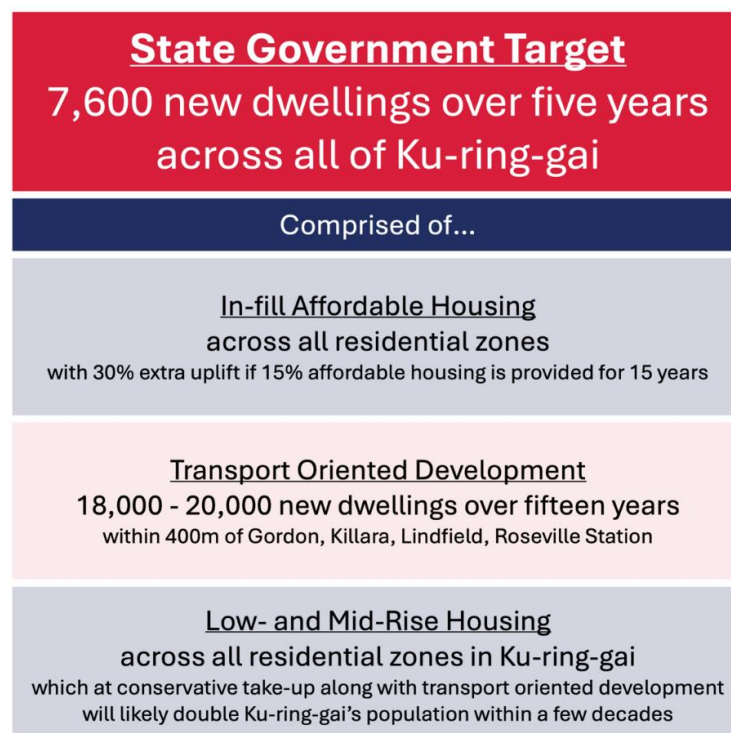 State Government Target
7,600 new dwellings over five years
across all of Ku-ring-gai
Comprised of...
In-fill Affordable Housing
across all residential zones
with 30% extra uplift if 15% affordable housing is provided for 15 years
Transport Oriented Development
18,000 - 20,000 new dwellings over fifteen years
within 400m of Gordon, Killara, Lindfield, Roseville Station
Low- and Mid-Rise Housing
across all residential zones in Ku-ring-gai
which at conservative take-up along with transport oriented development
will likely double Ku-ring-gai's population within a few decades